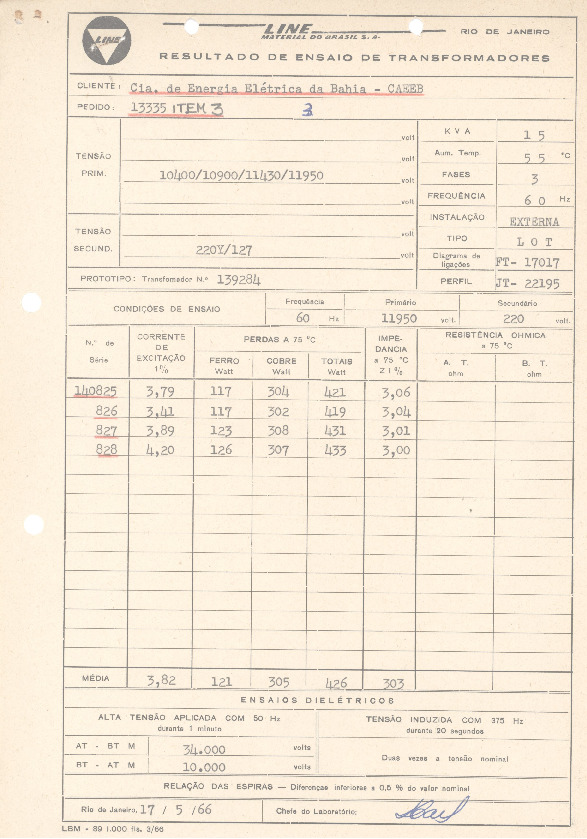 LINE
LINE
MATERIAL DO BRASIL S.A.
RIO DE JANEIRO
RESULTADO DE ENSAIO DE TRANSFORMADORES
CLIENTE: Cia. de Energia Elétrica da Bahia - CAEEB
PEDIDO: 13335 ITEM 3 3
TENSÃO PRIM.
volt
volt
10400/10900/11430/11950 volt
volt
TENSÃO SECUND.
volt
220Y/127 volt
KVA 15
Aum. Temp. 55 °C
FASES 3
FREQUÊNCIA 60 Hz
INSTALAÇÃO EXTERNA
TIPO LOT
Diagrama de ligações FT- 17017
PERFIL JT- 22195
PROTOTIPO: Transfomador N.º 139284
CONDIÇÕES DE ENSAIO
Frequência 60 Hz
Primário 11950 volt.
Secundário 220 volt.
N.º de Série
CORRENTE DE EXCITAÇÃO I%
PERDAS A 75 °C
FERRO Watt
COBRE Watt
TOTAIS Watt
IMPE-DANCIA a 75 °C Z I %
RESISTÊNCIA OHMICA a 75 °C
A. T. ohm
B. T. ohm
140825 3,79 117 304 421 3,06
826 3,41 117 302 419 3,04
827 3,89 123 308 431 3,01
828 4,20 126 307 433 3,00
MÉDIA 3,82 121 305 426 303
ENSAIOS DIELÉTRICOS
ALTA TENSÃO APLICADA COM 50 Hz
durante 1 minuto
TENSÃO INDUZIDA COM 375 Hz
durante 20 segundos
AT - BT M 34.000 volts
BT - AT M 10.000 volts
Duas vezes a tensão nominal
RELAÇÃO DAS ESPIRAS — Diferenças inferiores a 0,5 % do valor nominal
Rio de Janeiro, 17 / 5 /66
Chefe do Laboratório:
LBM - 89 1.000 fls. 3/66